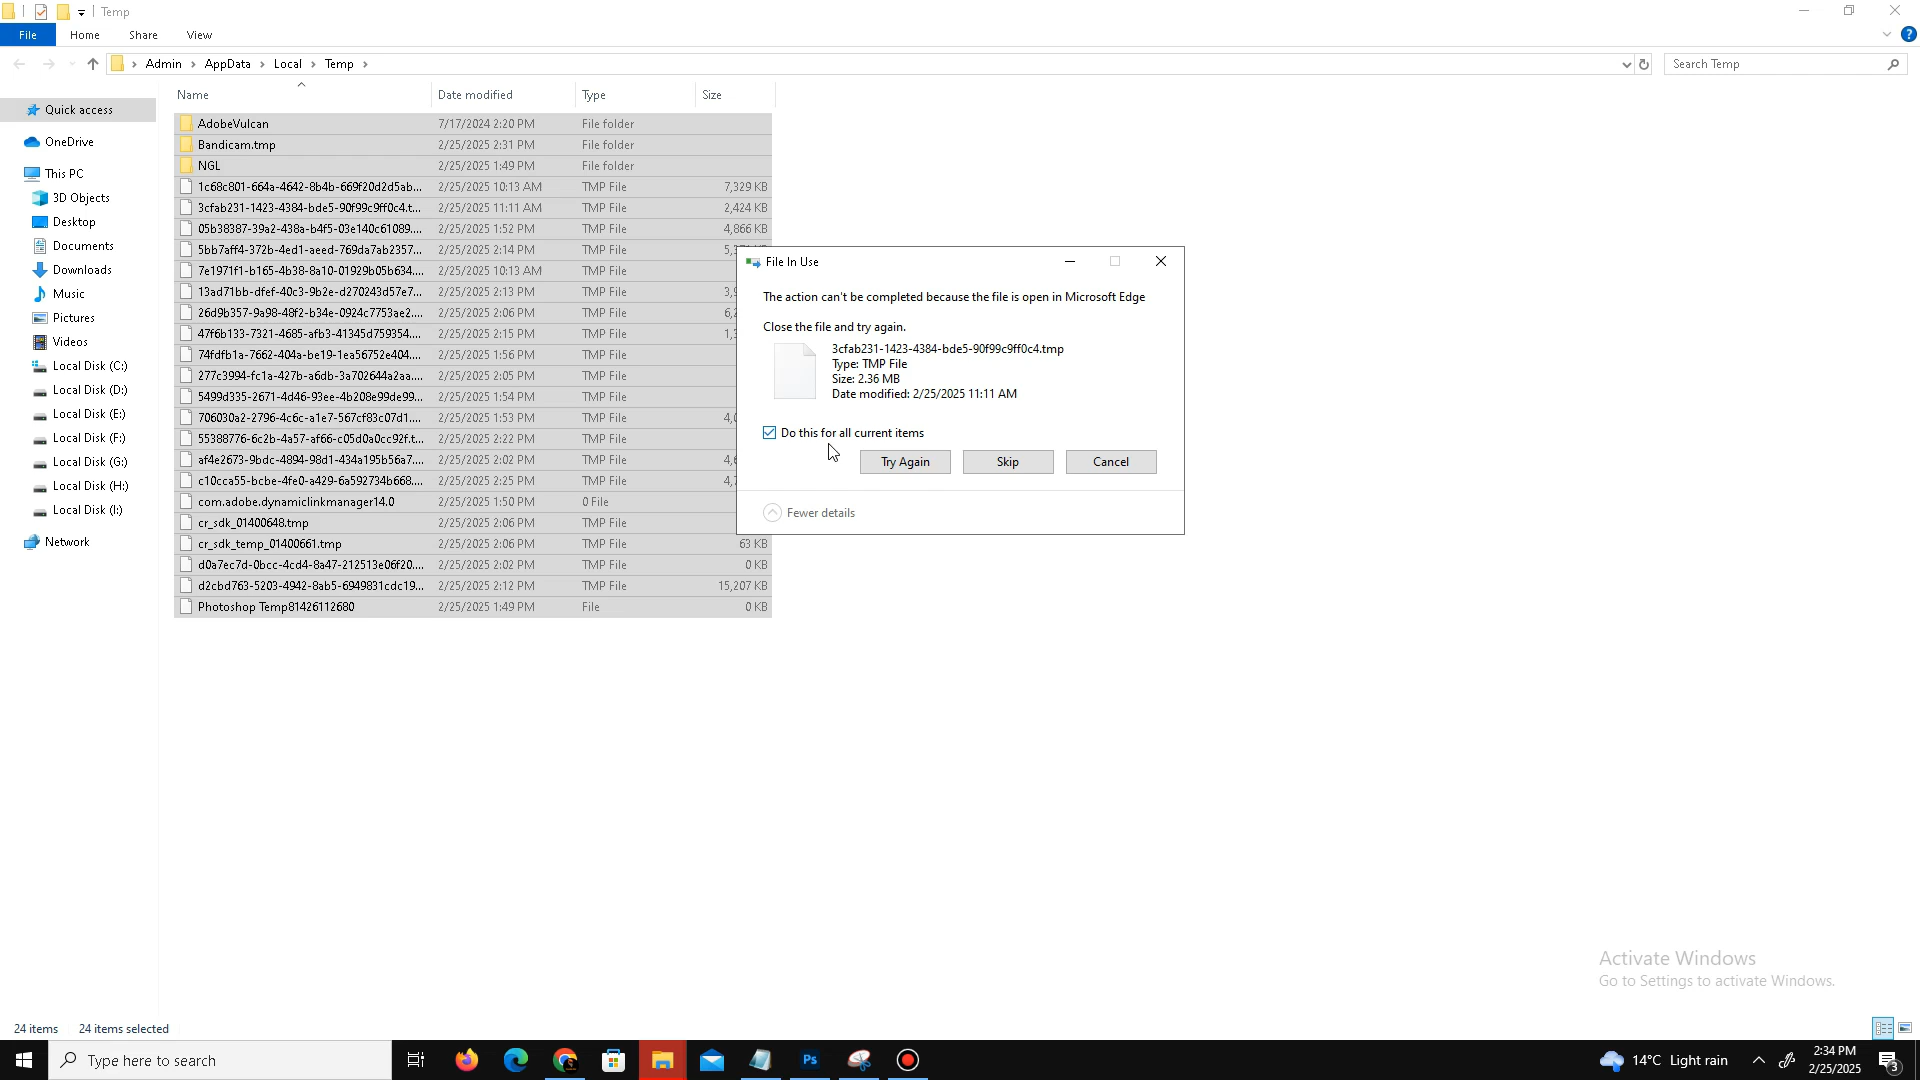 Temp
File Home Share View
Admin AppData Local Temp
Search Temp
Name Date modified Type Size
Quick access
OneDrive
This PC
3D Objects
Desktop
Documents
Downloads
Music
Pictures
Videos
Local Disk (C:)
Local Disk (D:)
Local Disk (E:)
Local Disk (F:)
Local Disk (G:)
Local Disk (H:)
Local Disk (I:)
Network
AdobeVulcan 7/17/2024 2:20 PM File folder
Bandicam.tmp 2/25/2025 2:31 PM File folder
NGL 2/25/2025 1:49 PM File folder
1c68c801-664a-4642-8b4b-669f20d2d5ab... 2/25/2025 10:13 AM TMP File 7,329 KB
3cfab231-1423-4384-bde5-90f99c9ff0c4.t... 2/25/2025 11:11 AM TMP File 2,424 KB
05b38387-39a2-438a-b4f5-03e140c61089.... 2/25/2025 1:52 PM TMP File 4,866 KB
5bb7aff4-372b-4ed1-aeed-769da7ab2357... 2/25/2025 2:14 PM TMP File
7e1971f1-b165-4b38-8a10-01929b05b634.... 2/25/2025 10:13 AM TMP File
13ad71bb-dfef-40c3-9b2e-d270243d57e7... 2/25/2025 2:13 PM TMP File
26d9b357-9a98-48f2-b34e-0924c7753ae2.... 2/25/2025 2:06 PM TMP File
47f6b133-7321-4685-afb3-41345d759354.... 2/25/2025 2:15 PM TMP File
74fdfb1a-7662-404a-be19-1ea56752e404.... 2/25/2025 1:56 PM TMP File
277c3994-fc1a-427b-a6db-3a702644a2aa.... 2/25/2025 2:05 PM TMP File
5499d335-2671-4d46-93ee-4b208e99de99... 2/25/2025 1:54 PM TMP File
706030a2-2796-4c6c-a1e7-567cf83c07d1.... 2/25/2025 1:53 PM TMP File
55388776-6c2b-4a57-af66-c05d0a0cc92f.t... 2/25/2025 2:22 PM TMP File
af4e2673-9bdc-4894-98d1-434a195b56a7.... 2/25/2025 2:02 PM TMP File
c10cca55-bcbe-4fe0-a429-6a592734b668.... 2/25/2025 2:25 PM TMP File
com.adobe.dynamiclinkmanager14.0 2/25/2025 1:50 PM 0 File
cr_sdk_01400648.tmp 2/25/2025 2:06 PM TMP File
cr_sdk_temp_01400661.tmp 2/25/2025 2:06 PM TMP File 63 KB
d0a7ec7d-0bcc-4cd4-8a47-212513e06f20.... 2/25/2025 2:02 PM TMP File 0 KB
d2cbd763-5203-4942-8ab5-6949831cdc19... 2/25/2025 2:12 PM TMP File 15,207 KB
Photoshop Temp81426112680 2/25/2025 1:49 PM File 0 KB
File In Use
The action can't be completed because the file is open in Microsoft Edge
Close the file and try again.
3cfab231-1423-4384-bde5-90f99c9ff0c4.tmp
Type: TMP File
Size: 2.36 MB
Date modified: 2/25/2025 11:11 AM
Do this for all current items
Try Again Skip Cancel
Fewer details
Activate Windows
Go to Settings to activate Windows.
24 items 24 items selected
Type here to search
Ps
14°C Light rain
2:34 PM
2/25/2025
3